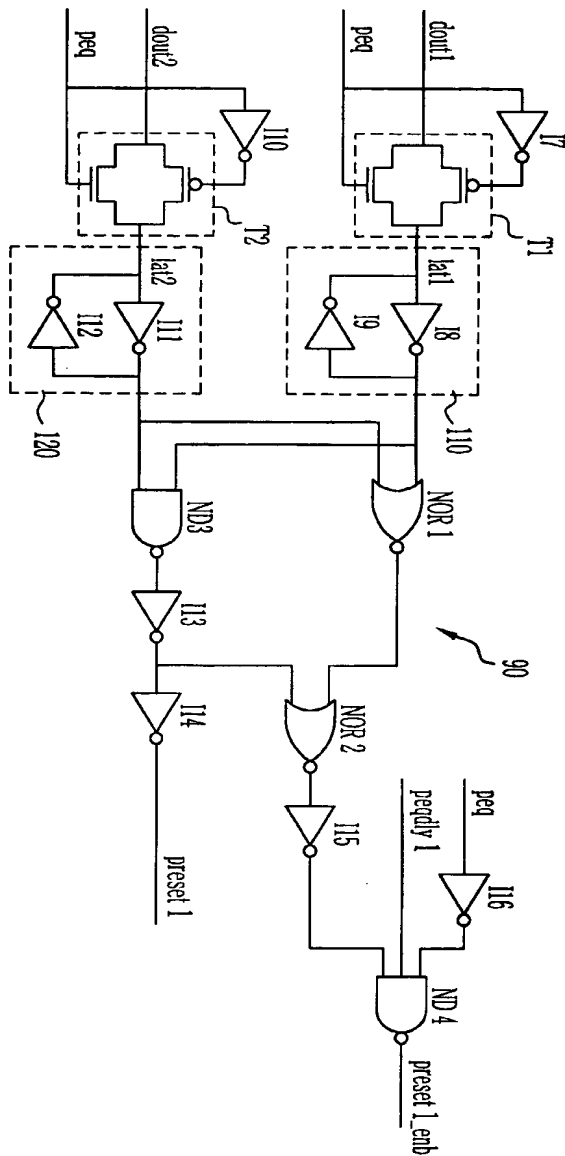 peq
I7
dout1
T1
lat1
I8
I9
110
peq
I10
dout2
T2
lat2
I11
I12
120
NOR 1
ND3
I13
I14
preset 1
90
NOR 2
I15
peq
I16
peqdly 1
ND 4
preset 1_enb